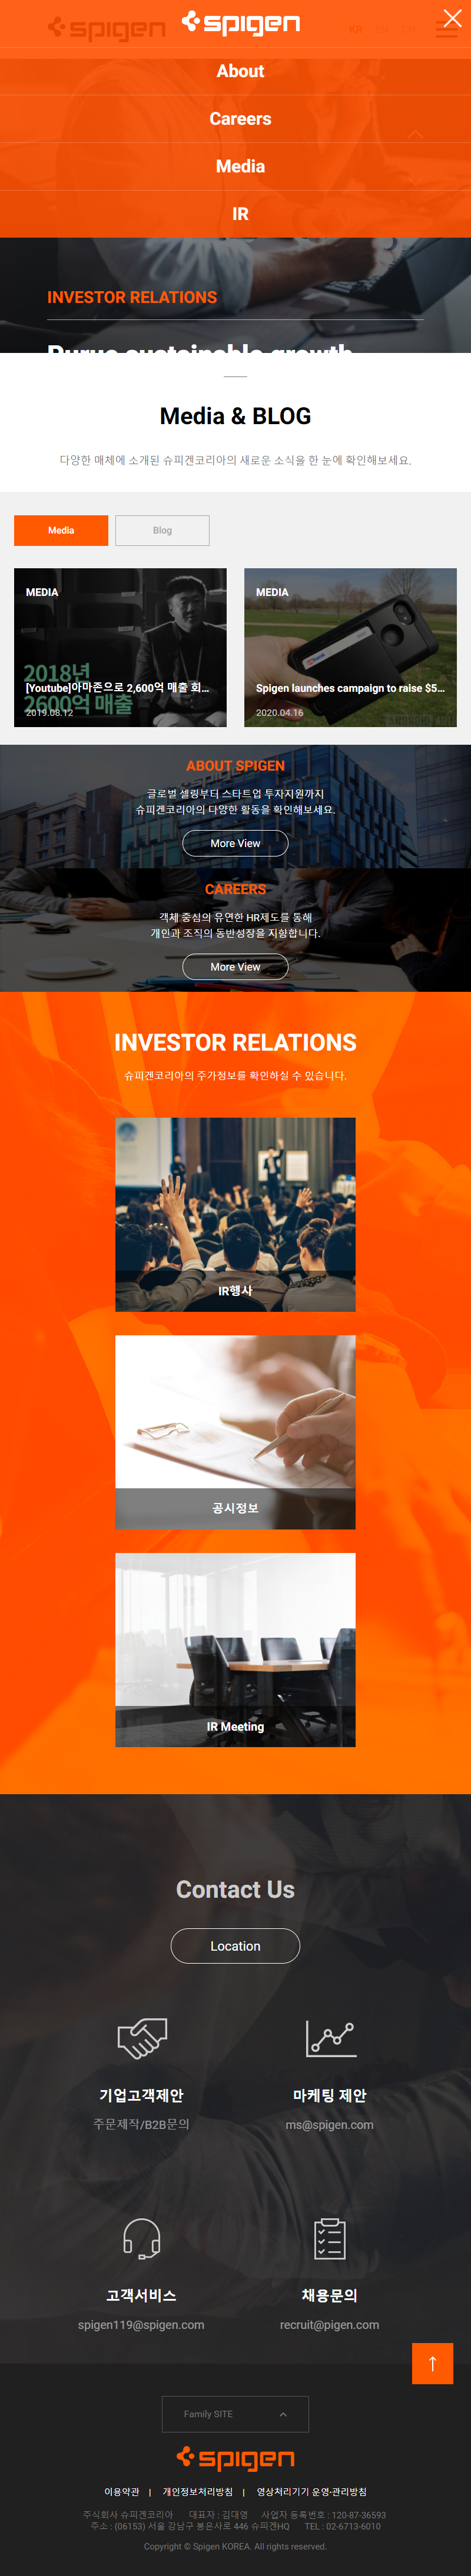 spigen
spigen
KR
About
Careers
Media
IR
INVESTOR RELATIONS
Purue sustainable growth
Media & BLOG
다양한 매체에 소개된 슈피겐코리아의 새로운 소식을 한 눈에 확인해보세요.
Media
Blog
MEDIA
2018년
2600억 매출
[Youtube]아마존으로 2,600억 매출 회...
2019.08.12
MEDIA
Spigen launches campaign to raise $5...
2020.04.16
ABOUT SPIGEN
글로벌 셀링부터 스타트업 투자지원까지
슈피겐코리아의 다양한 활동을 확인해보세요.
More View
CAREERS
객체 중심의 유연한 HR제도를 통해
개인과 조직의 동반성장을 지향합니다.
More View
INVESTOR RELATIONS
슈피겐코리아의 주가정보를 확인하실 수 있습니다.
IR행사
공시정보
IR Meeting
Contact Us
Location
기업고객제안
주문제작/B2B문의
마케팅 제안
ms@spigen.com
고객서비스
spigen119@spigen.com
채용문의
recruit@pigen.com
Family SITE
spigen
이용약관 | 개인정보처리방침 | 영상처리기기 운영·관리방침
주식회사 슈피겐코리아 대표자 : 김대영 사업자 등록번호 : 120-87-36593
주소 : (06153) 서울 강남구 봉은사로 446 슈피겐HQ TEL : 02-6713-6010
Copyright © Spigen KOREA. All rights reserved.